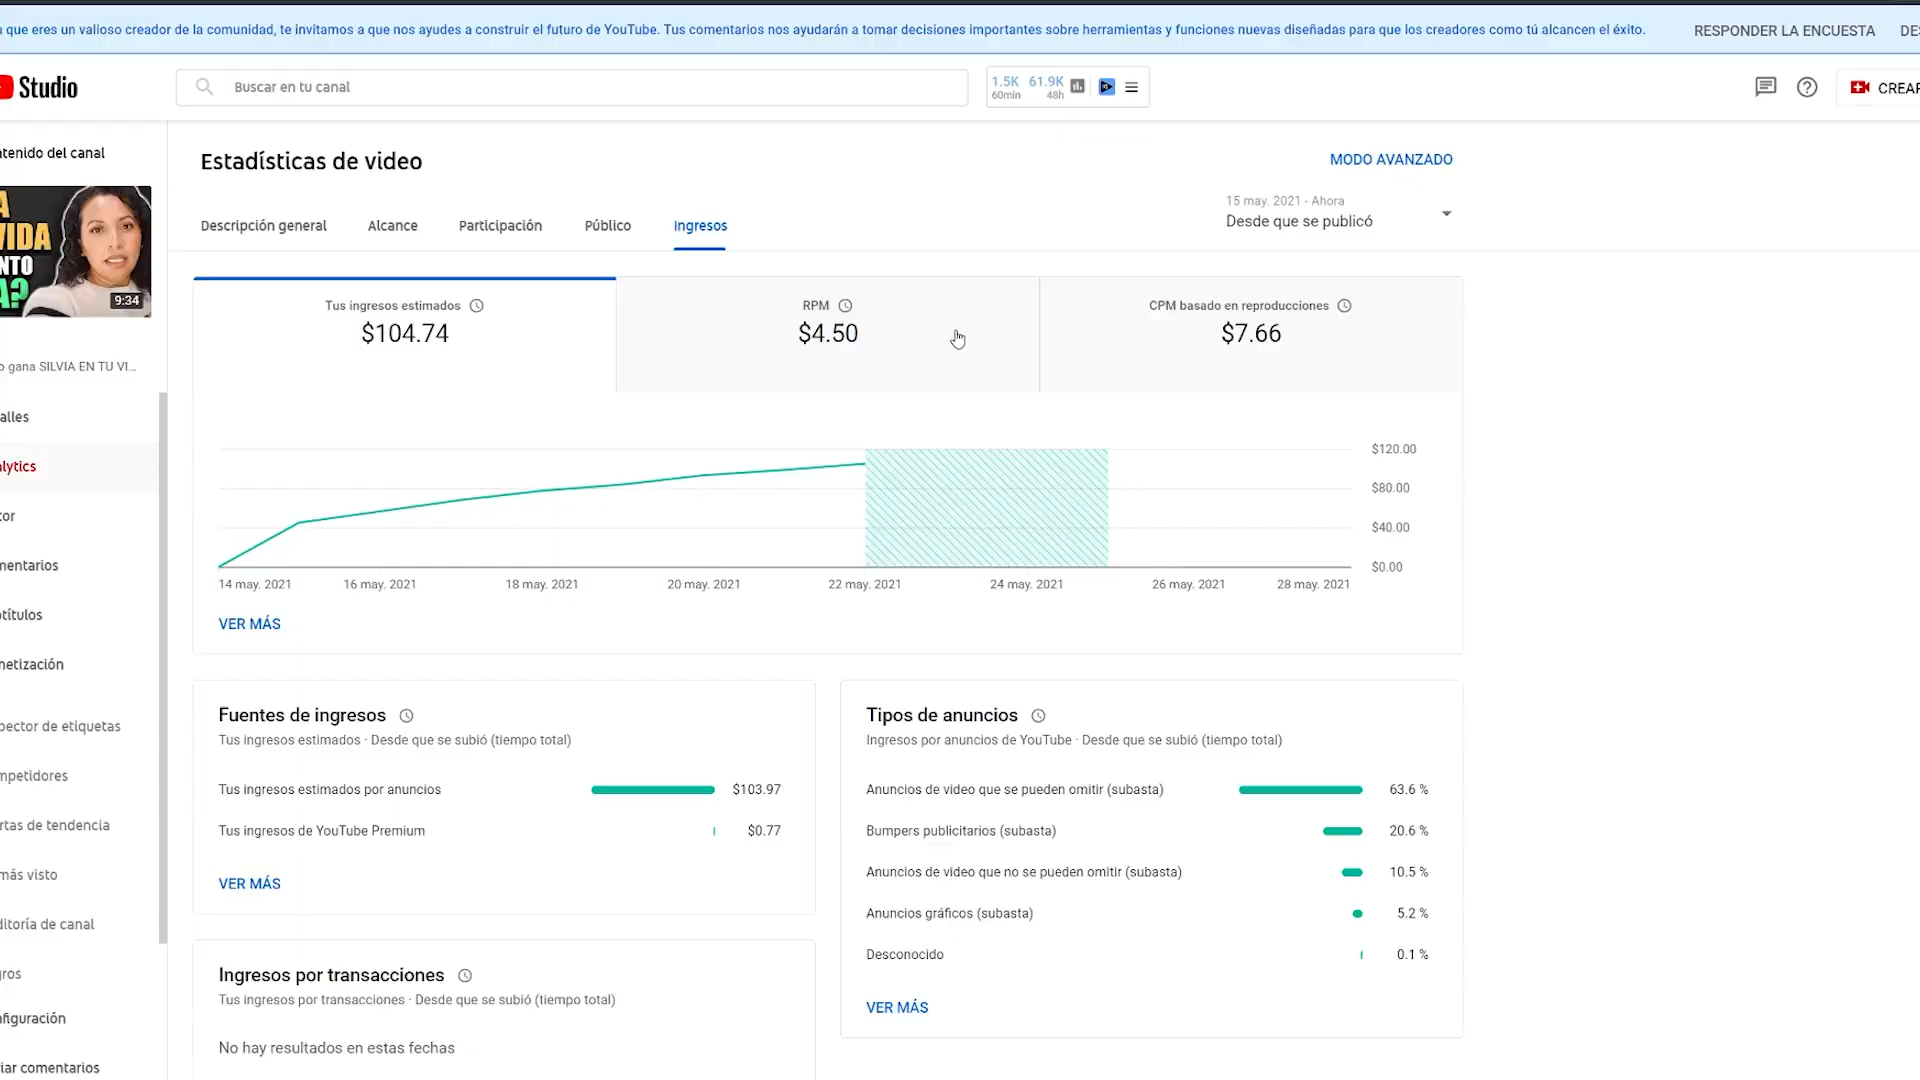 que eres un valioso creador de la comunidad, te invitamos a que nos ayudes a construir el futuro de YouTube. Tus comentarios nos ayudarán a tomar decisiones importantes sobre herramientas y funciones nuevas diseñadas para que los creadores como tú alcancen el éxito.
RESPONDER LA ENCUESTA
Studio
Buscar en tu canal
1.5K 61.9K
60min 48h
CREAR
tenido del canal
Estadísticas de video
MODO AVANZADO
15 may. 2021 - Ahora
Desde que se publicó
Descripción general
Alcance
Participación
Público
Ingresos
A
VIDA
NTO
A?
9:34
o gana SILVIA EN TU VI...
alles
alytics
tor
mentarios
títulos
netización
pector de etiquetas
mpetidores
rtas de tendencia
más visto
ditoría de canal
gros
nfiguración
iar comentarios
Tus ingresos estimados
$104.74
RPM
$4.50
CPM basado en reproducciones
$7.66
$120.00
$80.00
$40.00
$0.00
14 may. 2021
16 may. 2021
18 may. 2021
20 may. 2021
22 may. 2021
24 may. 2021
26 may. 2021
28 may. 2021
VER MÁS
Fuentes de ingresos
Tus ingresos estimados · Desde que se subió (tiempo total)
Tus ingresos estimados por anuncios $103.97
Tus ingresos de YouTube Premium $0.77
VER MÁS
Ingresos por transacciones
Tus ingresos por transacciones · Desde que se subió (tiempo total)
No hay resultados en estas fechas
Tipos de anuncios
Ingresos por anuncios de YouTube · Desde que se subió (tiempo total)
Anuncios de video que se pueden omitir (subasta) 63.6 %
Bumpers publicitarios (subasta) 20.6 %
Anuncios de video que no se pueden omitir (subasta) 10.5 %
Anuncios gráficos (subasta) 5.2 %
Desconocido 0.1 %
VER MÁS